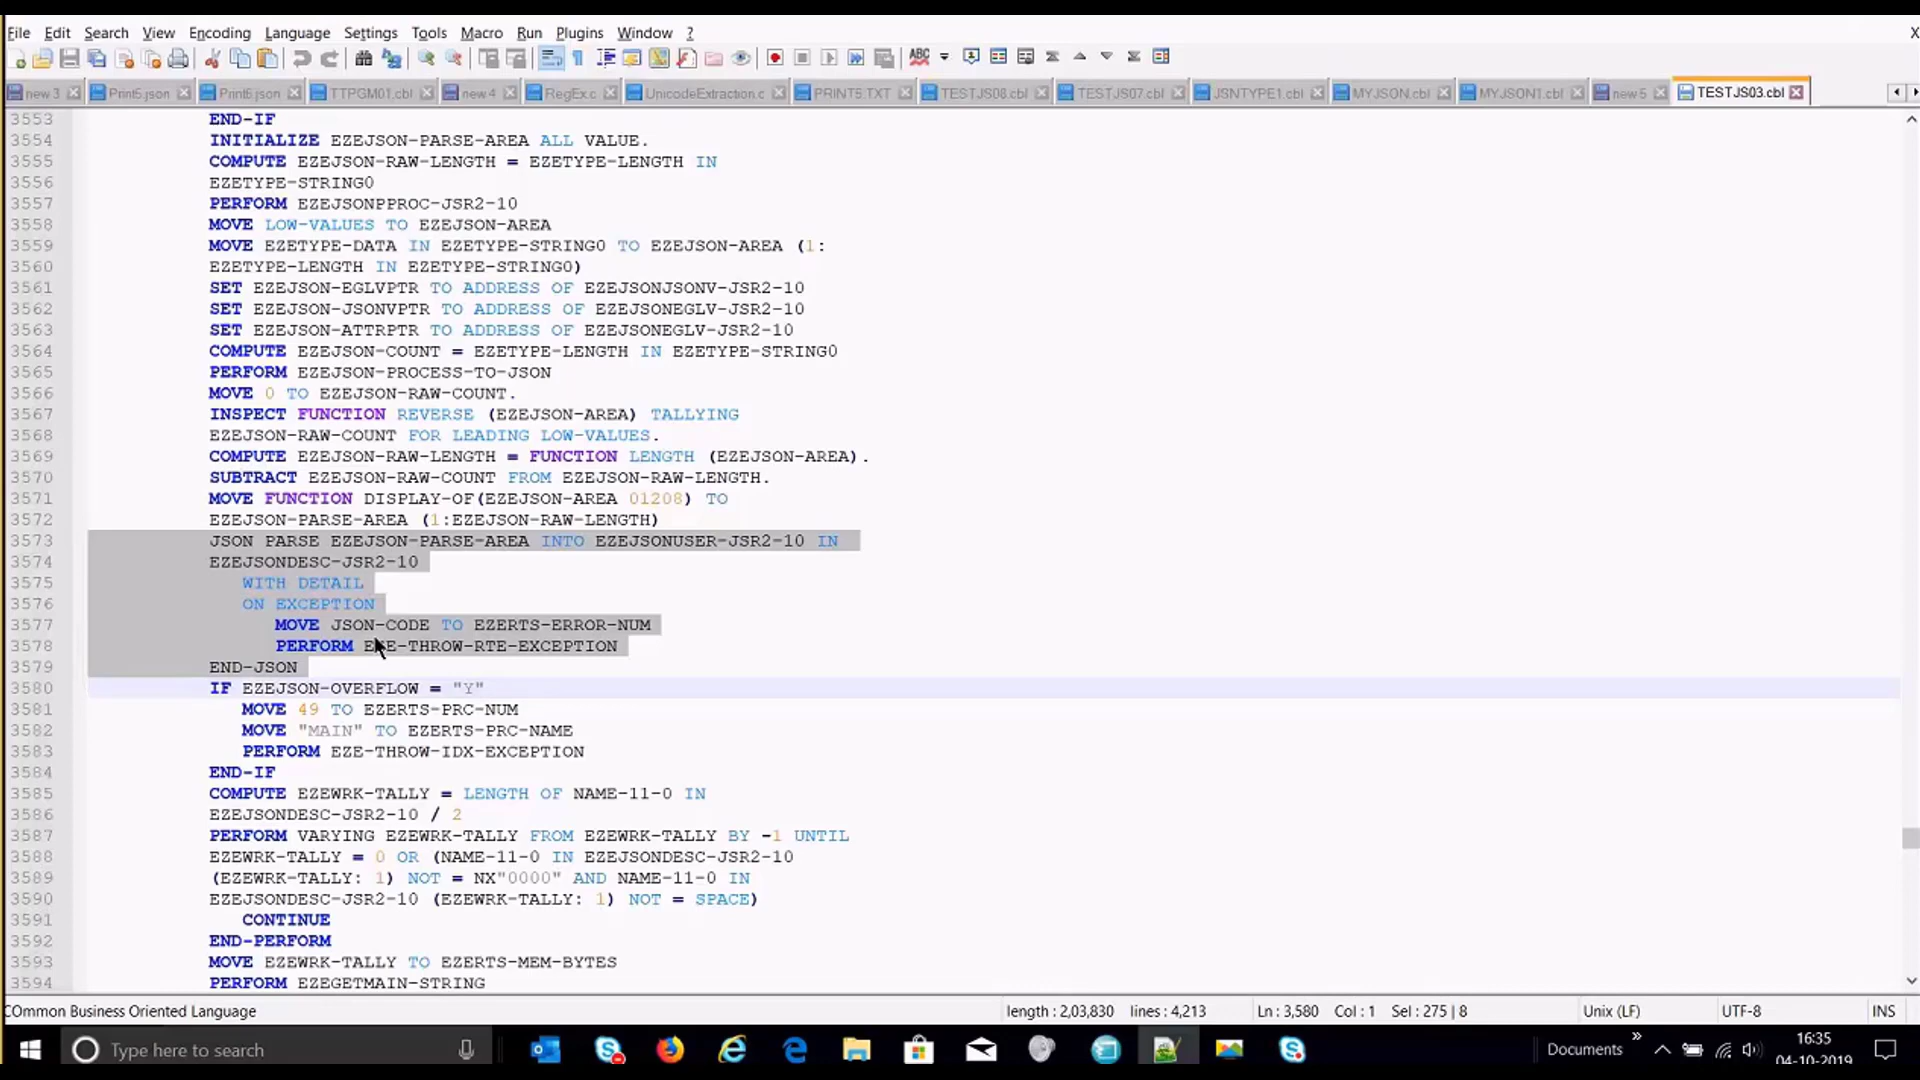 File Edit Search View Encoding Language Settings Tools Macro Run Plugins Window ? X
new 3 Print5.json Print6.json TTPGM01.cbl new 4 RegEx.c UnicodeExtraction.c PRINT5.TXT TESTJS08.cbl TESTJS07.cbl JSNTYPE1.cbl MYJSON.cbl MYJSON1.cbl new 5 TESTJS03.cbl
3553 END-IF
3554 INITIALIZE EZEJSON-PARSE-AREA ALL VALUE.
3555 COMPUTE EZEJSON-RAW-LENGTH = EZETYPE-LENGTH IN
3556 EZETYPE-STRING0
3557 PERFORM EZEJSONPPROC-JSR2-10
3558 MOVE LOW-VALUES TO EZEJSON-AREA
3559 MOVE EZETYPE-DATA IN EZETYPE-STRING0 TO EZEJSON-AREA (1:
3560 EZETYPE-LENGTH IN EZETYPE-STRING0)
3561 SET EZEJSON-EGLVPTR TO ADDRESS OF EZEJSONJSONV-JSR2-10
3562 SET EZEJSON-JSONVPTR TO ADDRESS OF EZEJSONEGLV-JSR2-10
3563 SET EZEJSON-ATTRPTR TO ADDRESS OF EZEJSONEGLV-JSR2-10
3564 COMPUTE EZEJSON-COUNT = EZETYPE-LENGTH IN EZETYPE-STRING0
3565 PERFORM EZEJSON-PROCESS-TO-JSON
3566 MOVE 0 TO EZEJSON-RAW-COUNT.
3567 INSPECT FUNCTION REVERSE (EZEJSON-AREA) TALLYING
3568 EZEJSON-RAW-COUNT FOR LEADING LOW-VALUES.
3569 COMPUTE EZEJSON-RAW-LENGTH = FUNCTION LENGTH (EZEJSON-AREA).
3570 SUBTRACT EZEJSON-RAW-COUNT FROM EZEJSON-RAW-LENGTH.
3571 MOVE FUNCTION DISPLAY-OF(EZEJSON-AREA 01208) TO
3572 EZEJSON-PARSE-AREA (1:EZEJSON-RAW-LENGTH)
3573 JSON PARSE EZEJSON-PARSE-AREA INTO EZEJSONUSER-JSR2-10 IN
3574 EZEJSONDESC-JSR2-10
3575 WITH DETAIL
3576 ON EXCEPTION
3577 MOVE JSON-CODE TO EZERTS-ERROR-NUM
3578 PERFORM EZE-THROW-RTE-EXCEPTION
3579 END-JSON
3580 IF EZEJSON-OVERFLOW = "Y"
3581 MOVE 49 TO EZERTS-PRC-NUM
3582 MOVE "MAIN" TO EZERTS-PRC-NAME
3583 PERFORM EZE-THROW-IDX-EXCEPTION
3584 END-IF
3585 COMPUTE EZEWRK-TALLY = LENGTH OF NAME-11-0 IN
3586 EZEJSONDESC-JSR2-10 / 2
3587 PERFORM VARYING EZEWRK-TALLY FROM EZEWRK-TALLY BY -1 UNTIL
3588 EZEWRK-TALLY = 0 OR (NAME-11-0 IN EZEJSONDESC-JSR2-10
3589 (EZEWRK-TALLY: 1) NOT = NX"0000" AND NAME-11-0 IN
3590 EZEJSONDESC-JSR2-10 (EZEWRK-TALLY: 1) NOT = SPACE)
3591 CONTINUE
3592 END-PERFORM
3593 MOVE EZEWRK-TALLY TO EZERTS-MEM-BYTES
3594 PERFORM EZEGETMAIN-STRING
COmmon Business Oriented Language length : 2,03,830 lines : 4,213 Ln : 3,580 Col : 1 Sel : 275 | 8 Unix (LF) UTF-8 INS
Type here to search Documents 16:35
04-10-2019